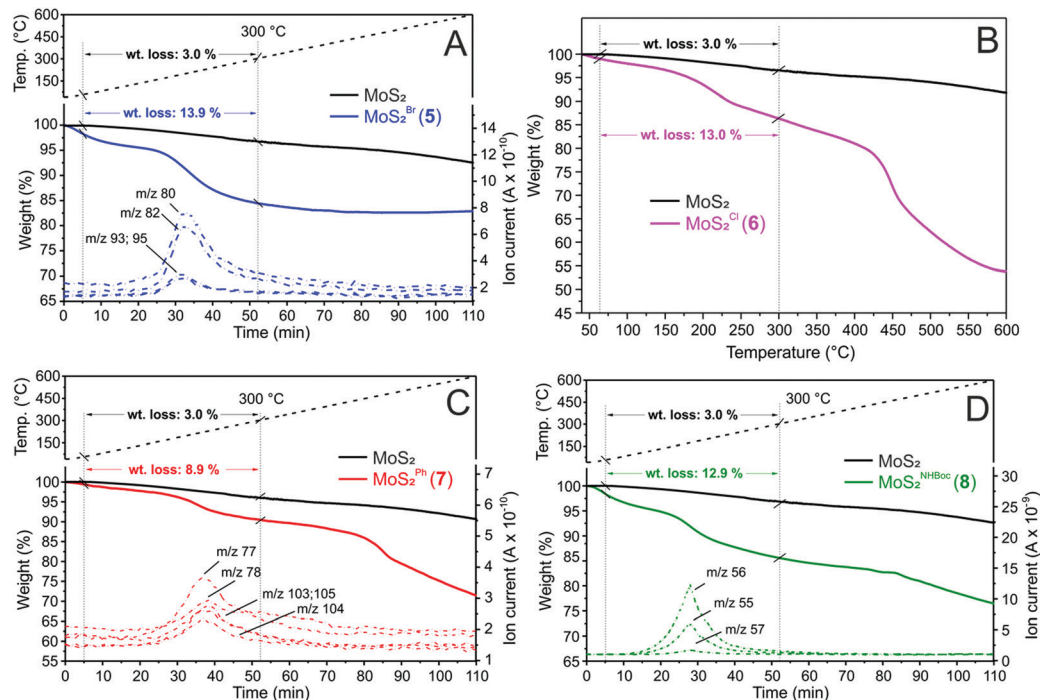 A
Temp. (°C)
600
450
300
150
300 °C
wt. loss: 3.0 %
wt. loss: 13.9 %
MoS₂
MoS₂ᴮʳ (5)
Weight (%)
100
95
90
85
80
75
70
65
m/z 80
m/z 82
m/z 93; 95
Ion current (A x 10⁻¹⁰)
14
12
10
8
6
4
2
0 10 20 30 40 50 60 70 80 90 100 110
Time (min)
B
Weight (%)
100
95
90
85
80
75
70
65
60
55
50
45
wt. loss: 3.0 %
wt. loss: 13.0 %
MoS₂
MoS₂ᶜˡ (6)
50 100 150 200 250 300 350 400 450 500 550 600
Temperature (°C)
C
Temp. (°C)
600
450
300
150
300 °C
wt. loss: 3.0 %
wt. loss: 8.9 %
MoS₂
MoS₂ᴾʰ (7)
Weight (%)
100
95
90
85
80
75
70
65
60
55
m/z 77
m/z 78
m/z 103;105
m/z 104
Ion current (A x 10⁻¹⁰)
7
6
5
4
3
2
1
0 10 20 30 40 50 60 70 80 90 100 110
Time (min)
D
Temp. (°C)
600
450
300
150
300 °C
wt. loss: 3.0 %
wt. loss: 12.9 %
MoS₂
MoS₂ᴺᴴᴮᵒᶜ (8)
Weight (%)
100
95
90
85
80
75
70
65
m/z 56
m/z 55
m/z 57
Ion current (A x 10⁻⁹)
30
25
20
15
10
5
0
0 10 20 30 40 50 60 70 80 90 100 110
Time (min)